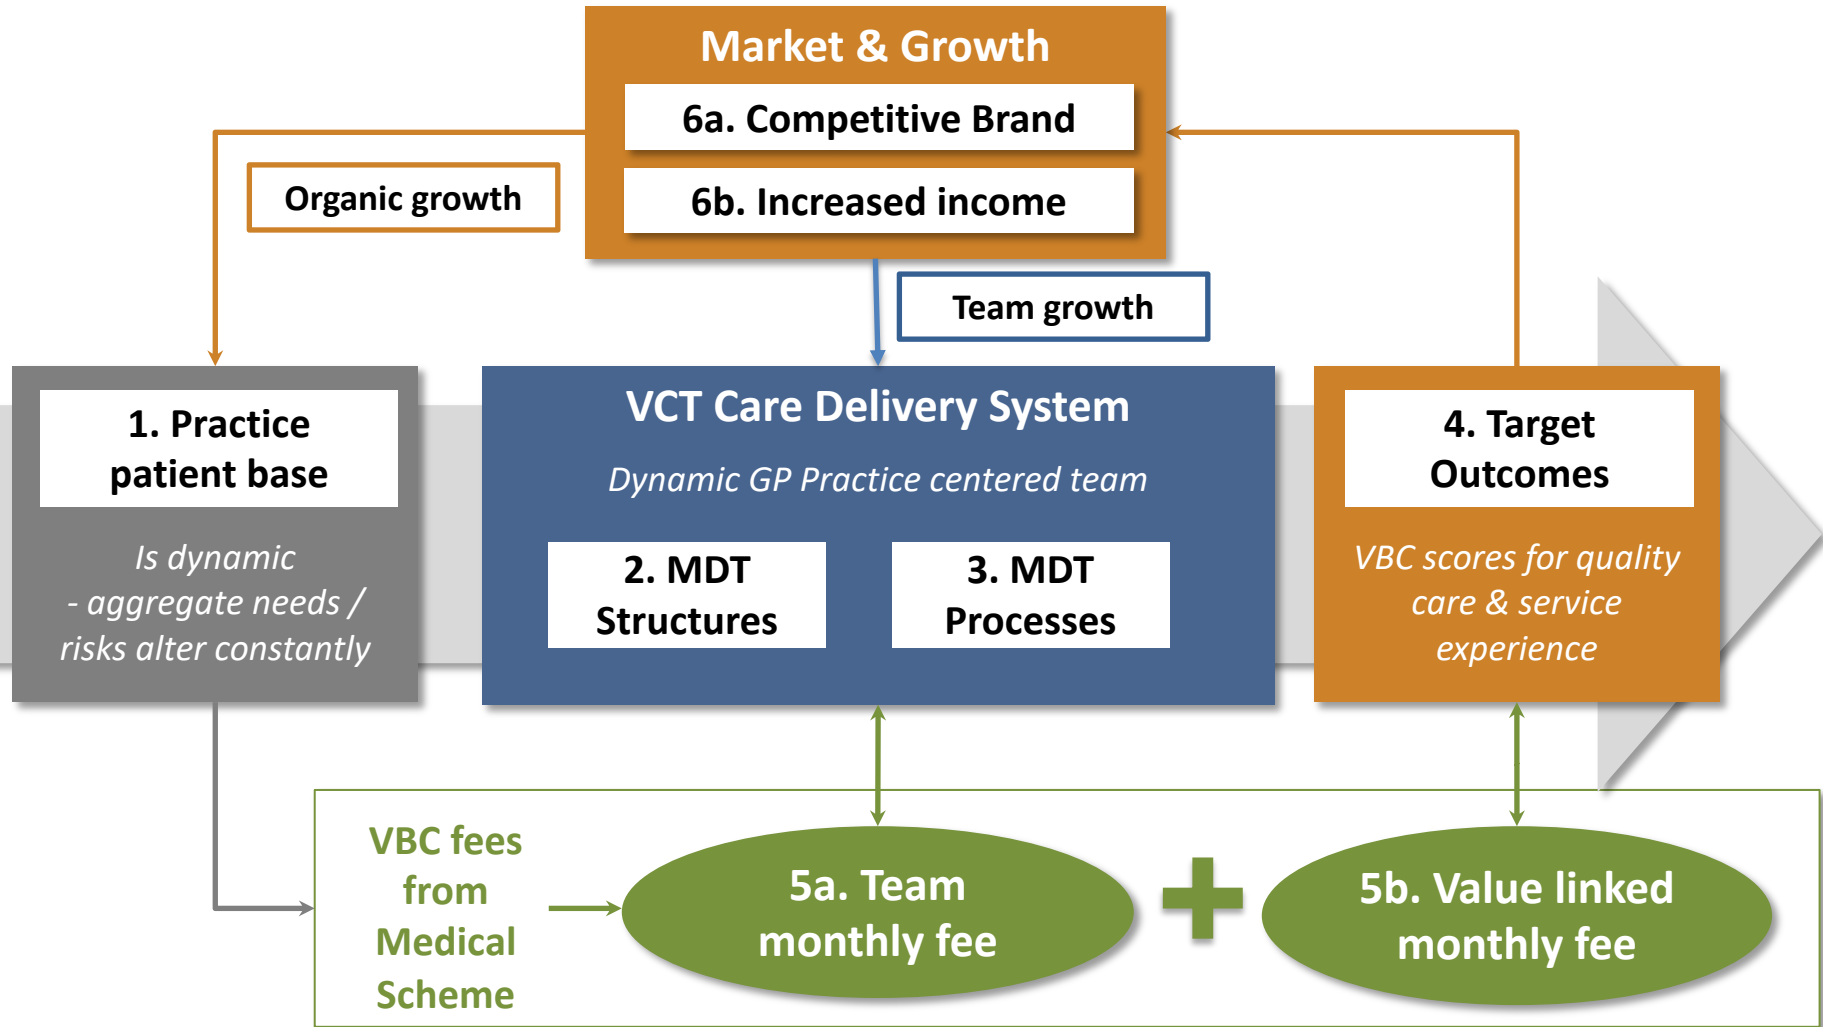 Market & Growth
6a. Competitive Brand
6b. Increased income
Organic growth
Team growth
1. Practice
patient base
Is dynamic
- aggregate needs /
risks alter constantly
VCT Care Delivery System
Dynamic GP Practice centered team
2. MDT
Structures
3. MDT
Processes
4. Target
Outcomes
VBC scores for quality
care & service
experience
VBC fees
from
Medical
Scheme
5a. Team
monthly fee
5b. Value linked
monthly fee